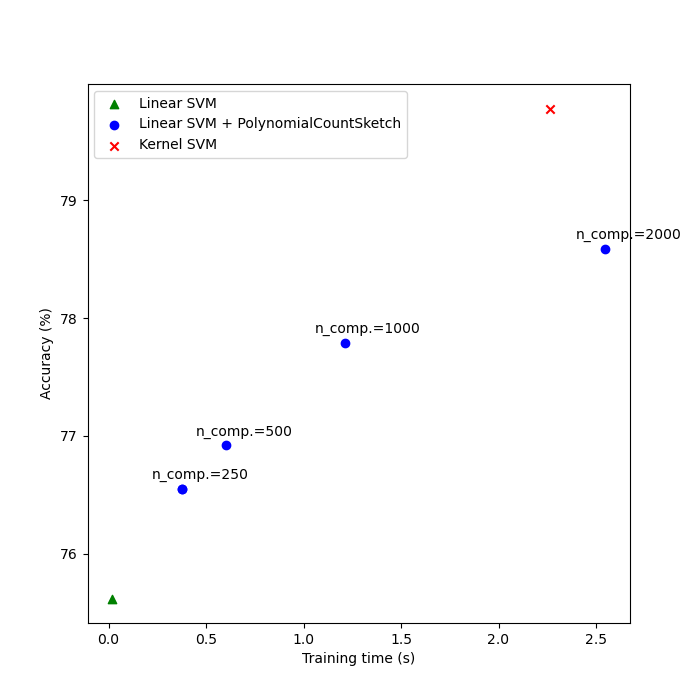 Linear SVM
Linear SVM + PolynomialCountSketch
Kernel SVM
79
n_comp.=2000
78
n_comp.=1000
Accuracy (%)
77
n_comp.=500
n_comp.=250
76
0.0 0.5 1.0 1.5 2.0 2.5
Training time (s)